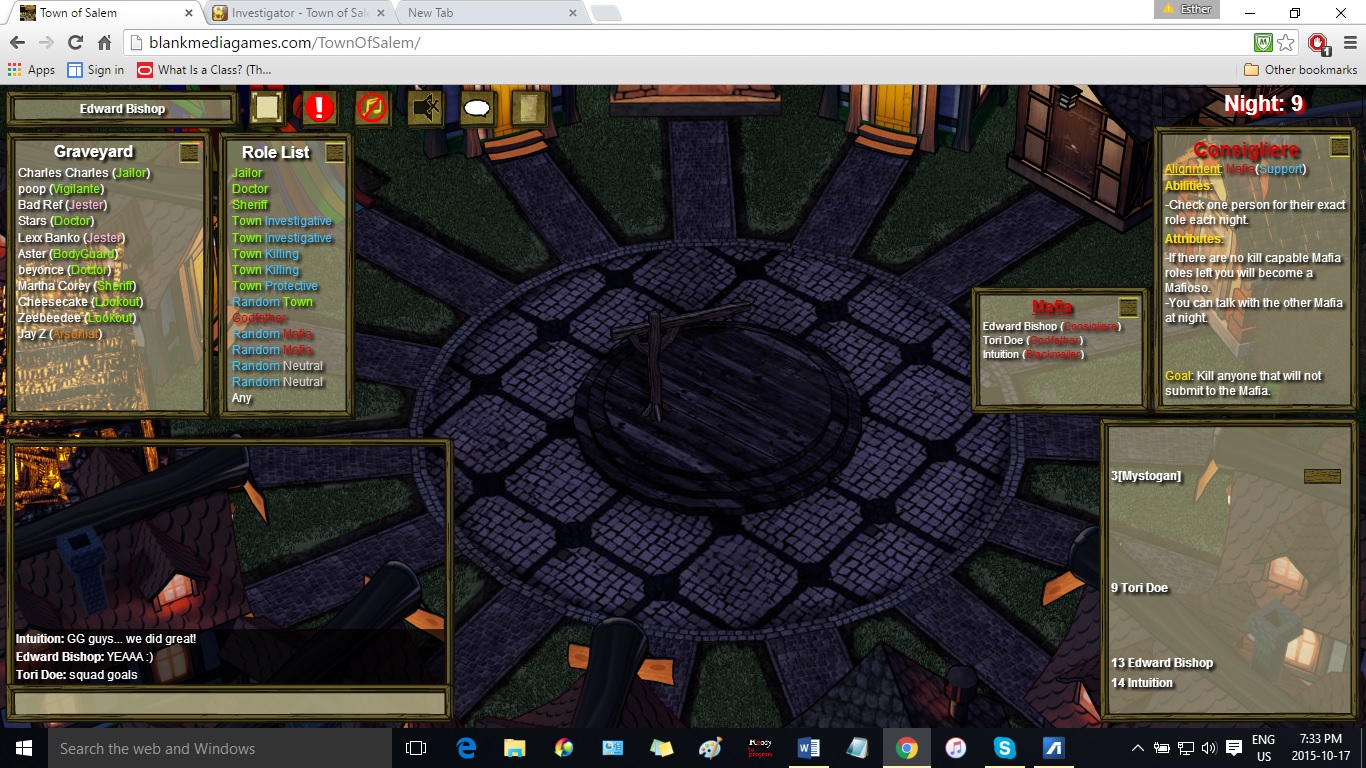 Town of Salem
Investigator - Town of Sale
New Tab
Esther
blankmediagames.com/TownOfSalem/
1
Apps
Sign in
What Is a Class? (Th...
Other bookmarks
Edward Bishop
Night: 9
Graveyard
Charles Charles (Jailor)
poop (Vigilante)
Bad Ref (Jester)
Stars (Doctor)
Lexx Banko (Jester)
Aster (BodyGuard)
beyonce (Doctor)
Martha Corey (Sheriff)
Cheesecake (Lookout)
Zeebeedee (Lookout)
Jay Z (Arsonist)
Role List
Jailor
Doctor
Sheriff
Town Investigative
Town Investigative
Town Killing
Town Killing
Town Protective
Random Town
Godfather
Random Mafia
Random Mafia
Random Neutral
Random Neutral
Any
Mafia
Edward Bishop (Consigliere)
Tori Doe (Godfather)
Intuition (Blackmailer)
Consigliere
Alignment: Mafia(Support)
Abilities:
-Check one person for their exact
role each night.
Attributes:
-If there are no kill capable Mafia
roles left you will become a
Mafioso.
-You can talk with the other Mafia
at night.
Goal: Kill anyone that will not
submit to the Mafia.
Intuition: GG guys... we did great!
Edward Bishop: YEAAA :)
Tori Doe: squad goals
3[Mystogan]
9 Tori Doe
13 Edward Bishop
14 Intuition
Search the web and Windows
Ready to program
ENG
US
7:33 PM
2015-10-17